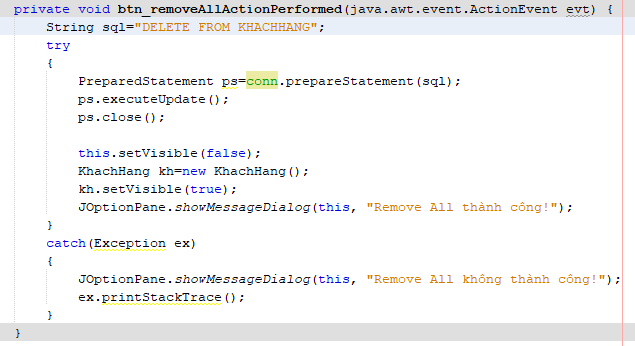 private void btn_removeAllActionPerformed(java.awt.event.ActionEvent evt) {
String sql="DELETE FROM KHACHHANG";
try
{
PreparedStatement ps=conn.prepareStatement(sql);
ps.executeUpdate();
ps.close();
this.setVisible(false);
KhachHang kh=new KhachHang();
kh.setVisible(true);
JOptionPane.showMessageDialog(this, "Remove All thành công!");
}
catch(Exception ex)
{
JOptionPane.showMessageDialog(this, "Remove All không thành công!");
ex.printStackTrace();
}
}